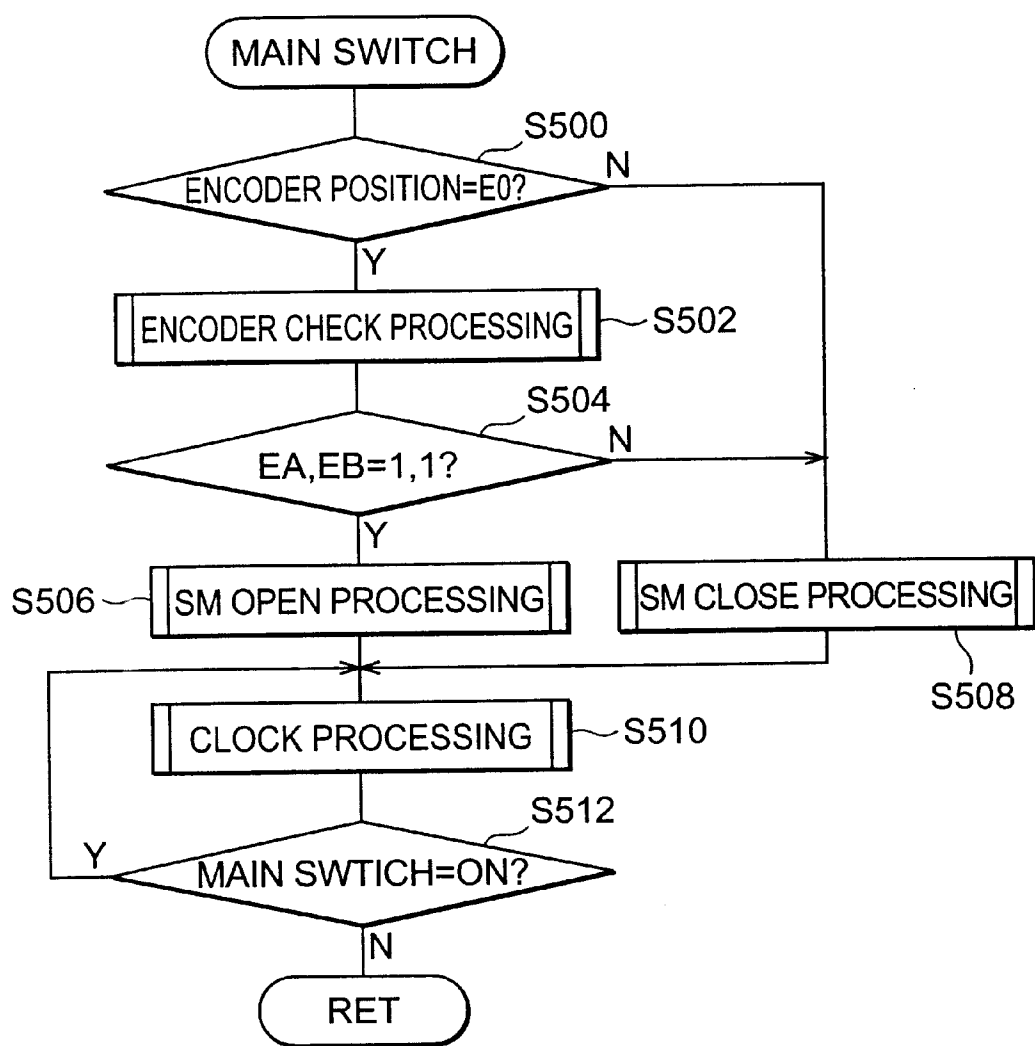 MAIN SWITCH
S500
ENCODER POSITION=E0?
N
Y
ENCODER CHECK PROCESSING
S502
S504
EA,EB=1,1?
N
Y
S506
SM OPEN PROCESSING
SM CLOSE PROCESSING
S508
CLOCK PROCESSING
S510
S512
Y
MAIN SWTICH=ON?
N
RET